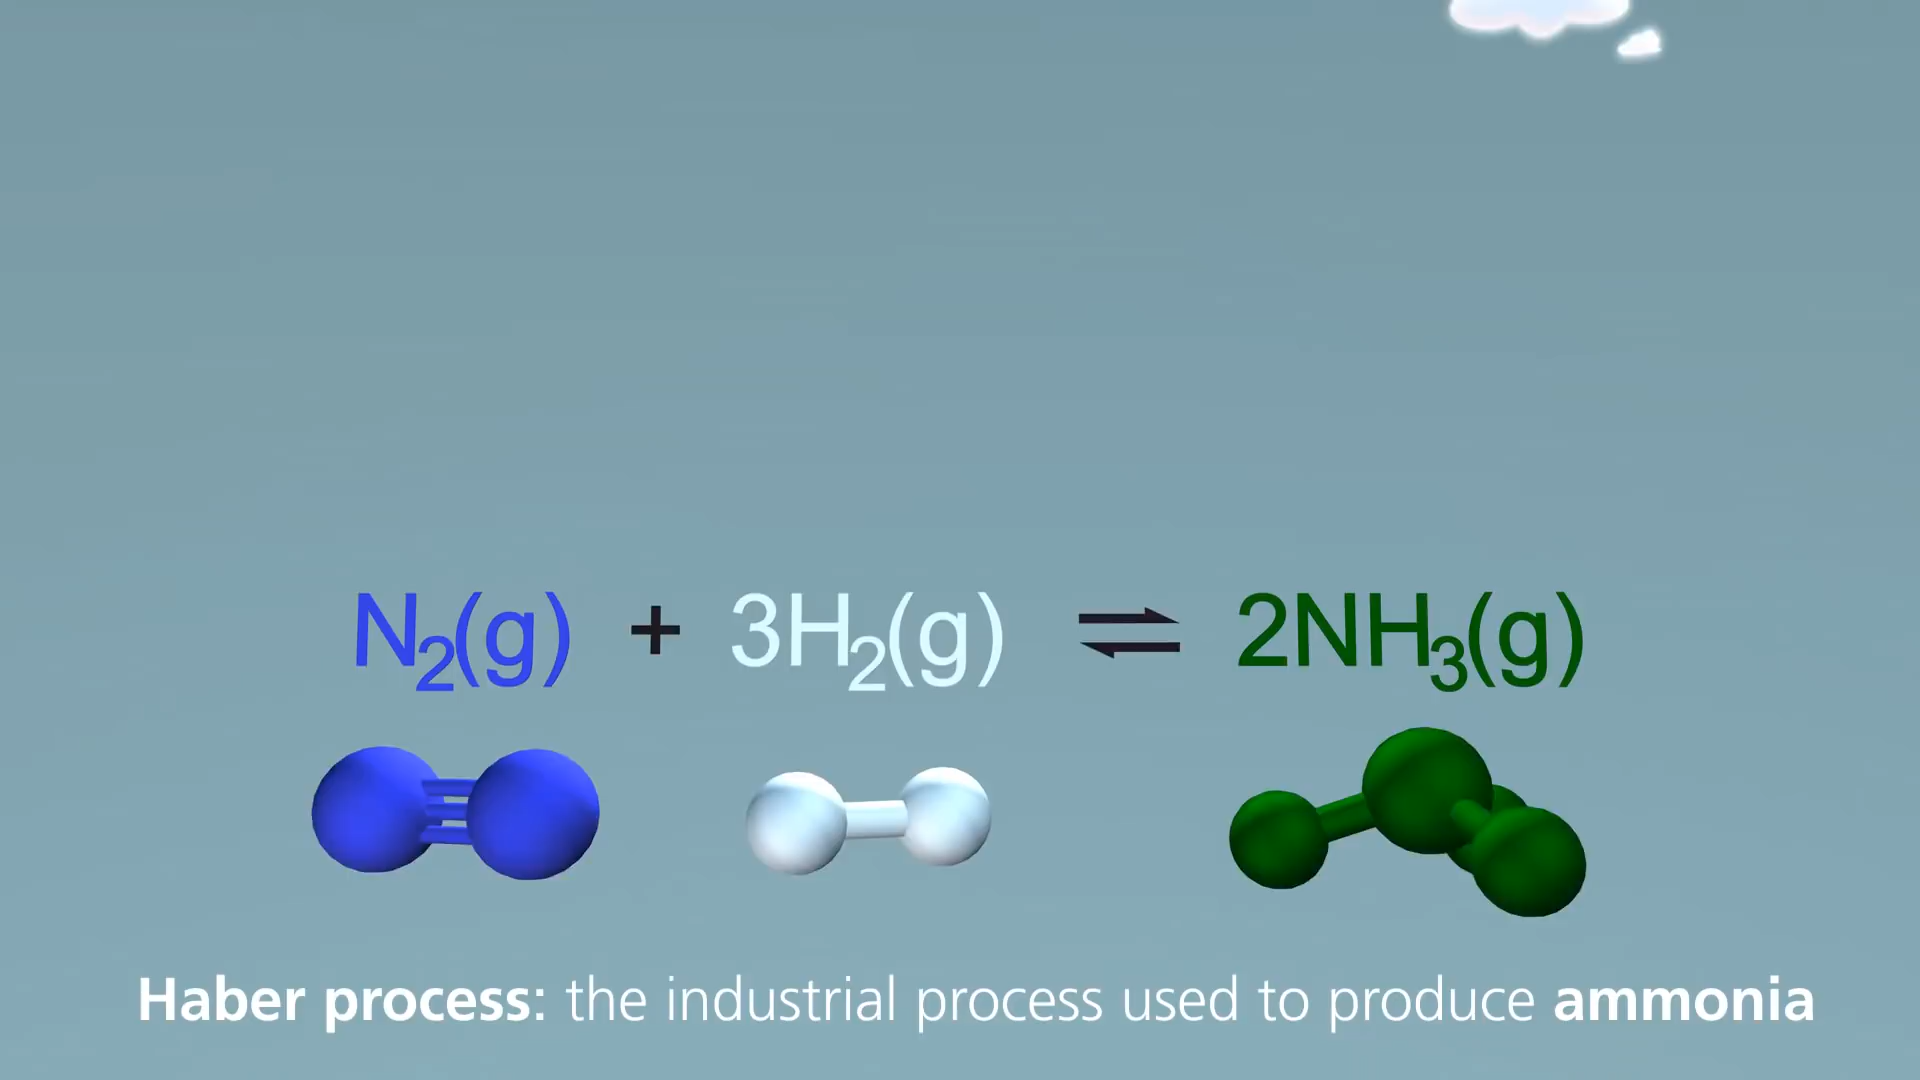 N₂(g) + 3H₂(g) ⇌ 2NH₃(g)
Haber process: the industrial process used to produce ammonia